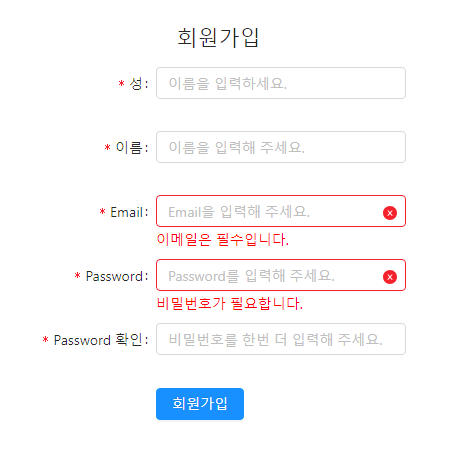 회원가입
* 성:
이름을 입력하세요.
* 이름:
이름을 입력해 주세요.
* Email:
Email을 입력해 주세요.
이메일은 필수입니다.
* Password:
Password를 입력해 주세요.
비밀번호가 필요합니다.
* Password 확인:
비밀번호를 한번 더 입력해 주세요.
회원가입